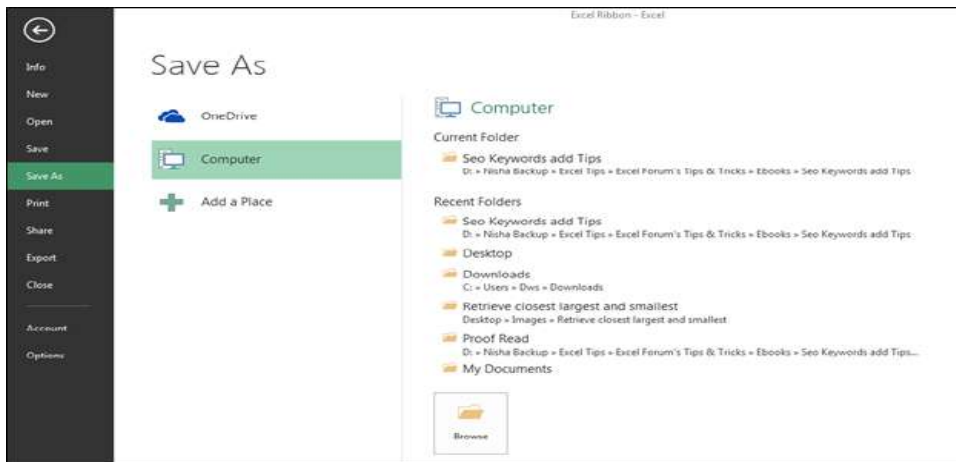 Excel Ribbon - Excel
Info
New
Open
Save
Save As
Print
Share
Export
Close
Account
Options
Save As
OneDrive
Computer
Add a Place
Computer
Current Folder
Seo Keywords add Tips
D: » Nisha Backup » Excel Tips » Excel Forum's Tips & Tricks » Ebooks » Seo Keywords add Tips
Recent Folders
Seo Keywords add Tips
D: » Nisha Backup » Excel Tips » Excel Forum's Tips & Tricks » Ebooks » Seo Keywords add Tips
Desktop
Downloads
C: » Users » Dws » Downloads
Retrieve closest largest and smallest
Desktop » Images » Retrieve closest largest and smallest
Proof Read
D: » Nisha Backup » Excel Tips » Excel Forum's Tips & Tricks » Ebooks » Seo Keywords add Tips...
My Documents
Browse